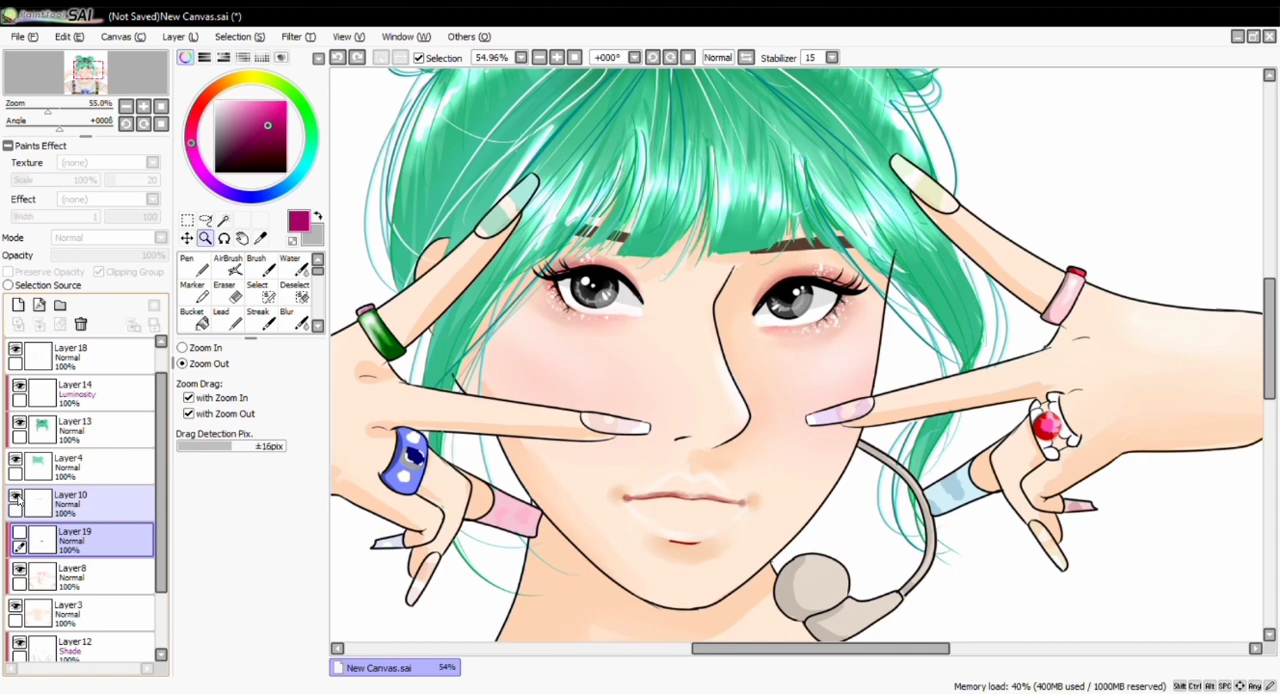 PaintTool SAI (Not Saved)New Canvas.sai (*)
File (F) Edit (E) Canvas (C) Layer (L) Selection (S) Filter (T) View (V) Window (W) Others (O)
Selection 54.96% +000° Normal Stabilizer 15
Zoom 55.0%
Angle +000ß
Paints Effect
Texture (none)
Scale 100% 20
Effect (none)
Width 1 100
Mode Normal
Opacity
Preserve Opacity Clipping Group
Selection Source
Layer18
Normal
100%
Layer14
Luminosity
Layer13
Normal
100%
Layer4
Normal
100%
Layer10
Normal
100%
Layer19
Normal
100%
Layer8
Normal
100%
Layer3
Normal
100%
Layer12
Shade
100%
Pen AirBrush Brush Water
Marker Eraser Select Deselect
Bucket Lead Streak Blur
Zoom In
Zoom Out
Zoom Drag:
with Zoom In
with Zoom Out
Drag Detection Pix.
±16pix
New Canvas.sai 54%
Memory load: 40% (400MB used / 1000MB reserved) Shft Ctrl Alt SPC Any